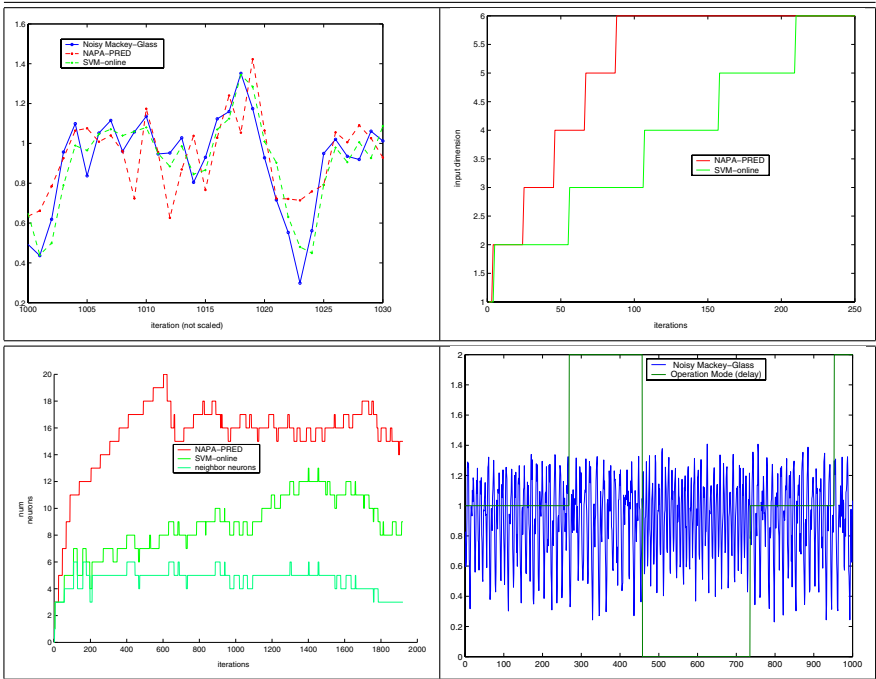 1.6
1.4
1.2
1
0.8
0.6
0.4
0.2
1000 1005 1010 1015 1020 1025 1030
iteration (not scaled)
Noisy Mackey-Glass
NAPA-PRED
SVM-online
6
5.5
5
4.5
4
3.5
3
2.5
2
1.5
1
input dimension
0 50 100 150 200 250
iterations
NAPA-PRED
SVM-online
20
18
16
14
12
10
8
6
4
2
0
num
neurons
0 200 400 600 800 1000 1200 1400 1600 1800 2000
iterations
NAPA-PRED
SVM-online
neighbor neurons
2
1.8
1.6
1.4
1.2
1
0.8
0.6
0.4
0.2
0
0 100 200 300 400 500 600 700 800 900 1000
Noisy Mackey-Glass
Operation Mode (delay)